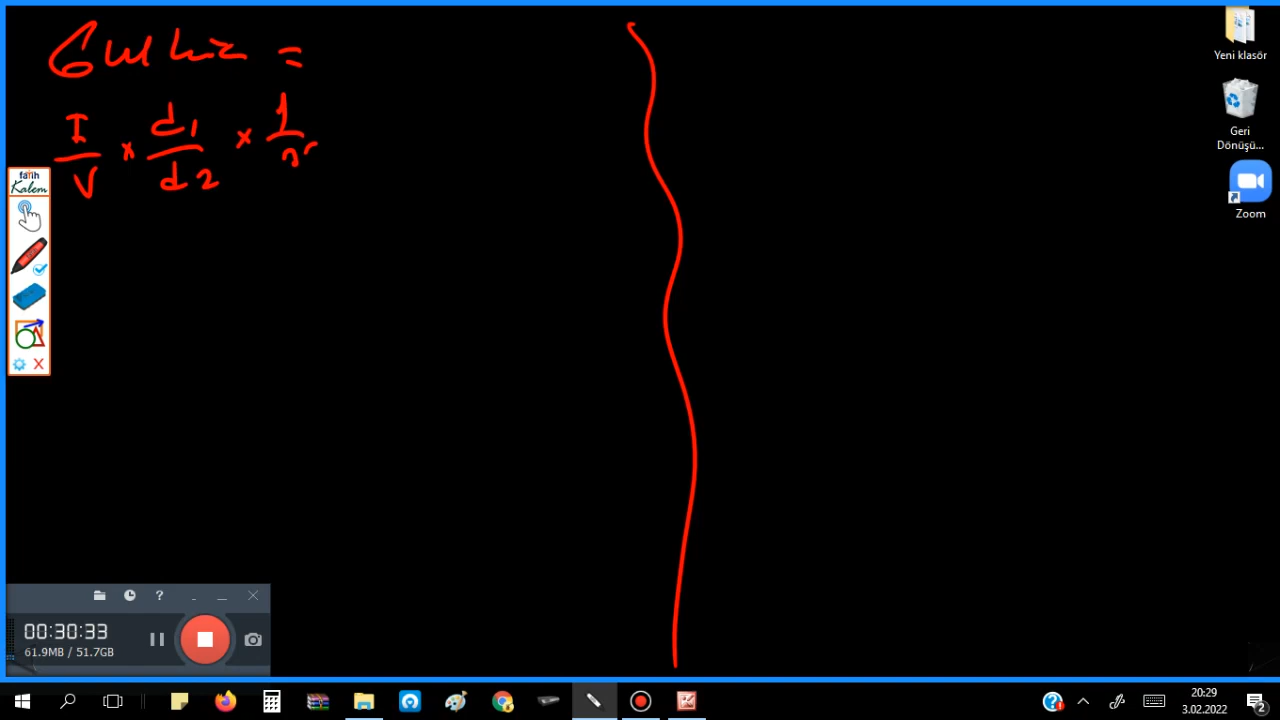 =
I/V × d1/d2 × 1/
Yeni klasör
Geri
Dönüşü...
Zoom
fatih
Kalem
00:30:33
61.9MB / 51.7GB
20:29
3.02.2022
2